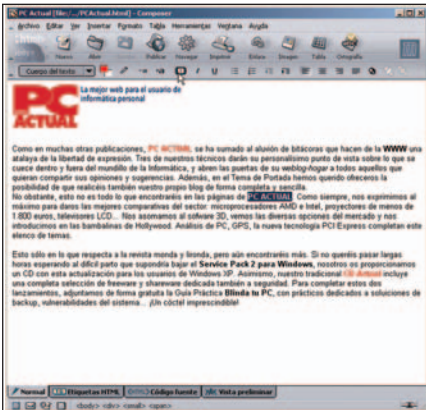 PC Actual [file:/.../PCActual.html] - Composer
Archivo Editar Ver Insertar Formato Tabla Herramientas Ventana Ayuda
Nuevo Abrir Publicar Navegar Imprimir Enlace Imagen Tabla Ortografía
Cuerpo del texto
PC
ACTUAL
La mejor web para el usuario de
informática personal
Como en muchas otras publicaciones, PC ACTUAL, se ha sumado al aluvión de bitácoras que hacen de la WWW una
atalaya de la libertad de expresión. Tres de nuestros técnicos darán su personalísimo punto de vista sobre lo que se
cuece dentro y fuera del mundillo de la Informática, y abren las puertas de su weblog-hogar a todos aquellos que
quieran compartir sus opiniones y sugerencias. Además, en el Tema de Portada hemos querido ofreceros la
posibilidad de que realicéis también vuestro propio blog de forma completa y sencilla.
No obstante, esto no es todo lo que encontraréis en las páginas de PC ACTUAL. Como siempre, nos exprimimos al
máximo para daros las mejores comparativas del sector: microprocesadores AMD e Intel, proyectores de menos de
1.800 euros, televisores LCD... Nos asomamos al sofware 3D, vemos las diversas opciones del mercado y nos
introducimos en las bambalinas de Hollywood. Análisis de PC, GPS, la nueva tecnología PCI Express completan este
elenco de temas.
Esto sólo en lo que respecta a la revista monda y lironda, pero aún encontraréis más. Si no queréis pasar largas
horas esperando al difícil parto que supondría bajar el Service Pack 2 para Windows, nosotros os proporcionamos
un CD con esta actualización para los usuarios de Windows XP. Asimismo, nuestro tradicional CD Actual incluye
una completa selección de freeware y shareware dedicada también a seguridad. Para completar estos dos
lanzamientos, adjuntamos de forma gratuita la Guía Práctica Blinda tu PC, con prácticos dedicados a soluciones de
backup, vulnerabilidades del sistema... ¡Un cóctel imprescindible!
Normal Etiquetas HTML Código fuente Vista preliminar
<body> <div> <small> <span>